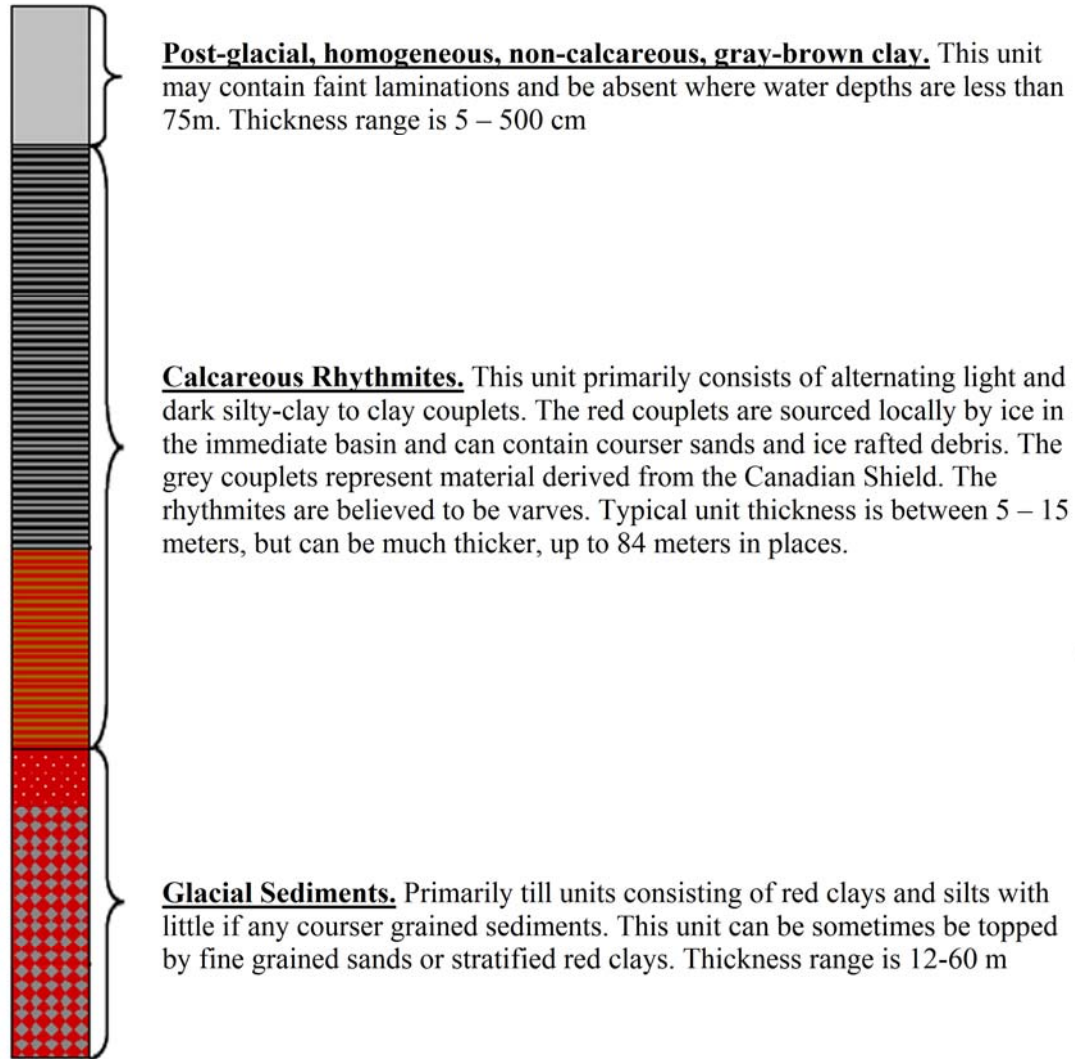 Post-glacial, homogeneous, non-calcareous, gray-brown clay. This unit
may contain faint laminations and be absent where water depths are less than
75m. Thickness range is 5 – 500 cm
Calcareous Rhythmites. This unit primarily consists of alternating light and
dark silty-clay to clay couplets. The red couplets are sourced locally by ice in
the immediate basin and can contain courser sands and ice rafted debris. The
grey couplets represent material derived from the Canadian Shield. The
rhythmites are believed to be varves. Typical unit thickness is between 5 – 15
meters, but can be much thicker, up to 84 meters in places.
Glacial Sediments. Primarily till units consisting of red clays and silts with
little if any courser grained sediments. This unit can be sometimes be topped
by fine grained sands or stratified red clays. Thickness range is 12-60 m